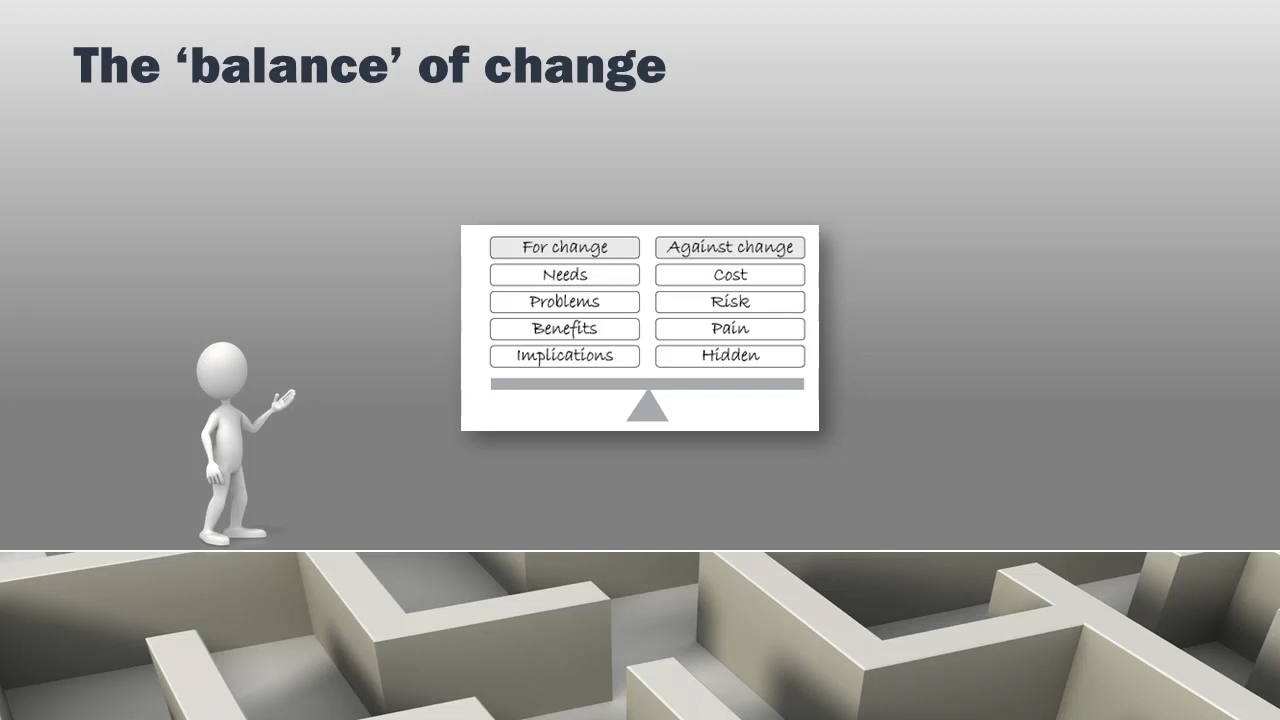 The ‘balance’ of change
For change Against change
Needs Cost
Problems Risk
Benefits Pain
Implications Hidden